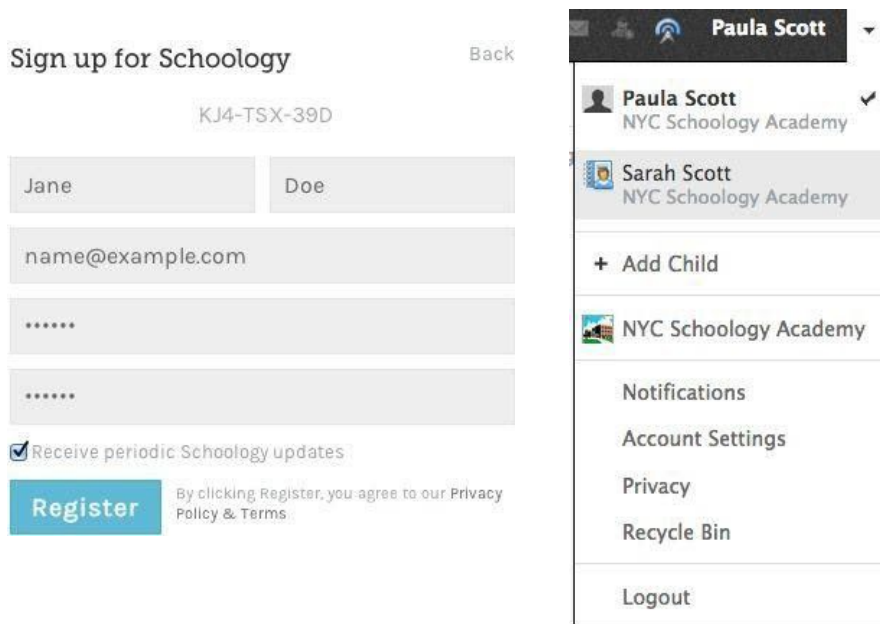 Sign up for Schoology
Back
KJ4-TSX-39D
Jane
Doe
name@example.com
••••••
••••••
Receive periodic Schoology updates
Register
By clicking Register, you agree to our Privacy
Policy & Terms
Paula Scott
Paula Scott
NYC Schoology Academy
Sarah Scott
NYC Schoology Academy
+ Add Child
NYC Schoology Academy
Notifications
Account Settings
Privacy
Recycle Bin
Logout